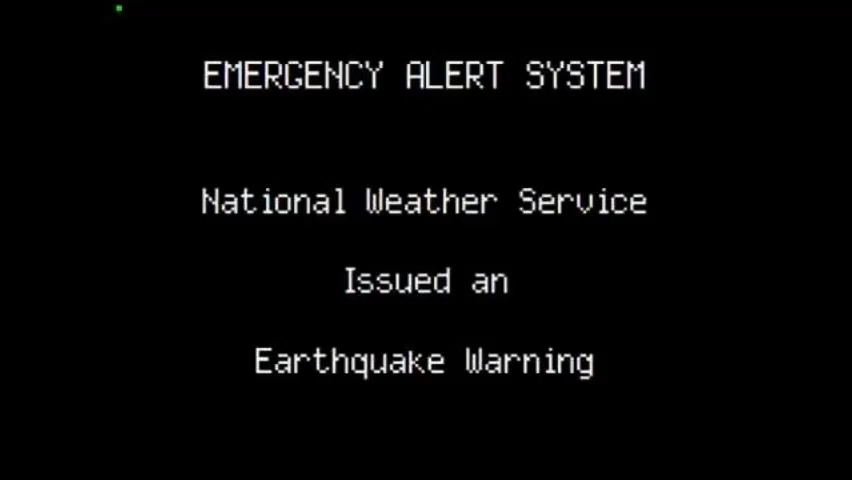 EMERGENCY ALERT SYSTEM
National Weather Service
Issued an
Earthquake Warning